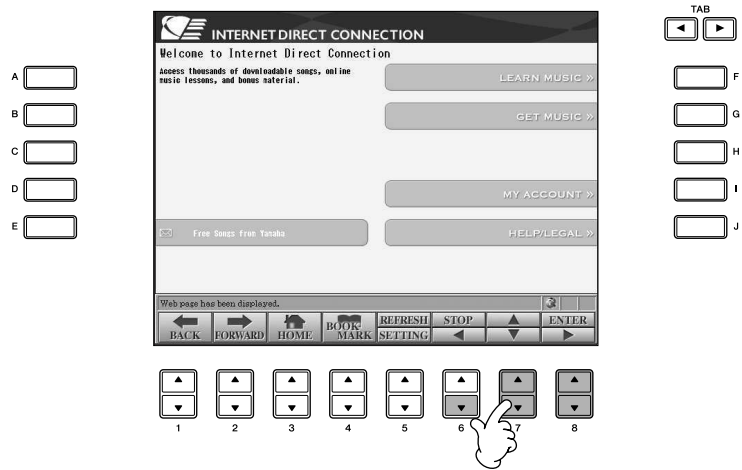 TAB
INTERNET DIRECT CONNECTION
Welcome to Internet Direct Connection
Access thousands of downloadable songs, online
music lessons, and bonus material.
A
LEARN MUSIC »
F
B
GET MUSIC »
G
C
H
D
MY ACCOUNT »
I
E
Free Songs from Yamaha
HELP/LEGAL »
J
Web page has been displayed.
BACK FORWARD HOME BOOK-MARK REFRESH STOP ENTER
SETTING
1 2 3 4 5 6 7 8